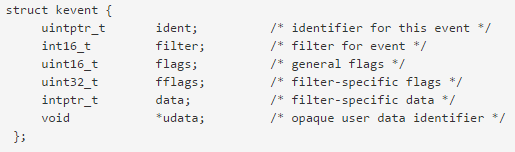 struct kevent {
uintptr_t ident; /* identifier for this event */
int16_t filter; /* filter for event */
uint16_t flags; /* general flags */
uint32_t fflags; /* filter-specific flags */
intptr_t data; /* filter-specific data */
void *udata; /* opaque user data identifier */
};